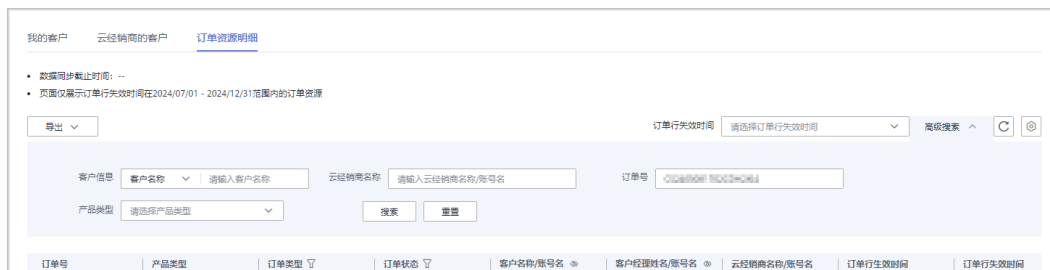 我的客户 云经销商的客户 订单资源明细
• 数据同步截止时间：--
• 页面仅展示订单行失效时间在2024/07/01 - 2024/12/31范围内的订单资源
导出 订单行失效时间 请选择订单行失效时间 高级搜索
客户信息 客户名称 请输入客户名称 云经销商名称 请输入云经销商名称/账号名 订单号
产品类型 请选择产品类型 搜索 重置
订单号 产品类型 订单类型 订单状态 客户名称/账号名 客户经理姓名/账号名 云经销商名称/账号名 订单行生效时间 订单行失效时间